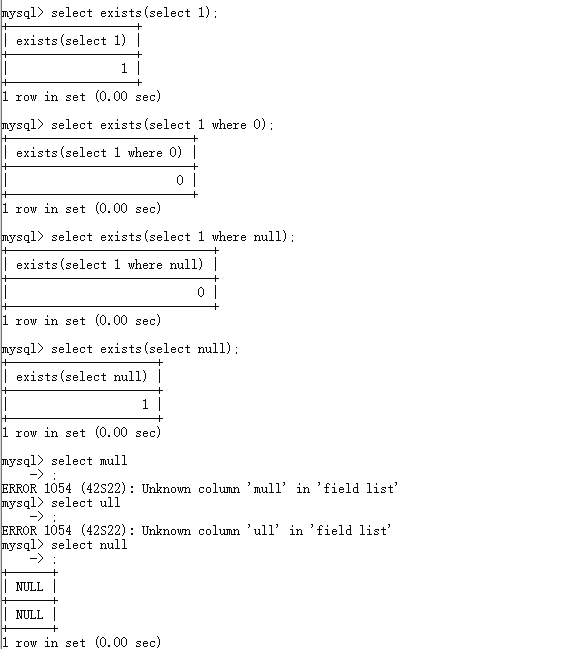 mysql> select exists(select 1);
+------------------+
| exists(select 1) |
+------------------+
|                1 |
+------------------+
1 row in set (0.00 sec)
mysql> select exists(select 1 where 0);
+--------------------------+
| exists(select 1 where 0) |
+--------------------------+
|                        0 |
+--------------------------+
1 row in set (0.00 sec)
mysql> select exists(select 1 where null);
+-----------------------------+
| exists(select 1 where null) |
+-----------------------------+
|                           0 |
+-----------------------------+
1 row in set (0.00 sec)
mysql> select exists(select null);
+---------------------+
| exists(select null) |
+---------------------+
|                   1 |
+---------------------+
1 row in set (0.00 sec)
mysql> select mull
    -> ;
ERROR 1054 (42S22): Unknown column 'mull' in 'field list'
mysql> select ull
    -> ;
ERROR 1054 (42S22): Unknown column 'ull' in 'field list'
mysql> select null
    -> ;
+------+
| NULL |
+------+
| NULL |
+------+
1 row in set (0.00 sec)